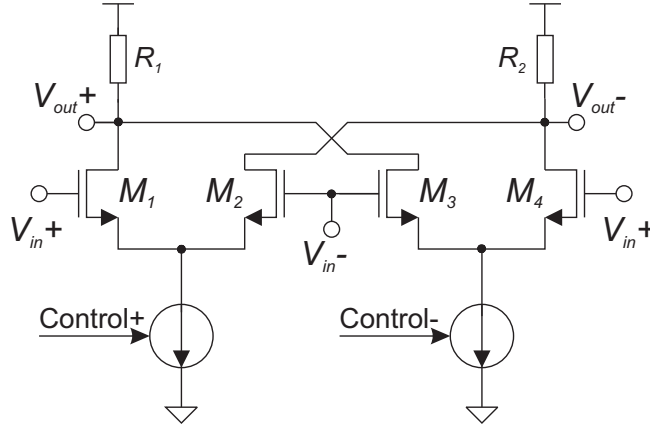 R1
R2
Vout+
Vout-
M1
M2
M3
M4
Vin+
Vin-
Vin+
Control+
Control-